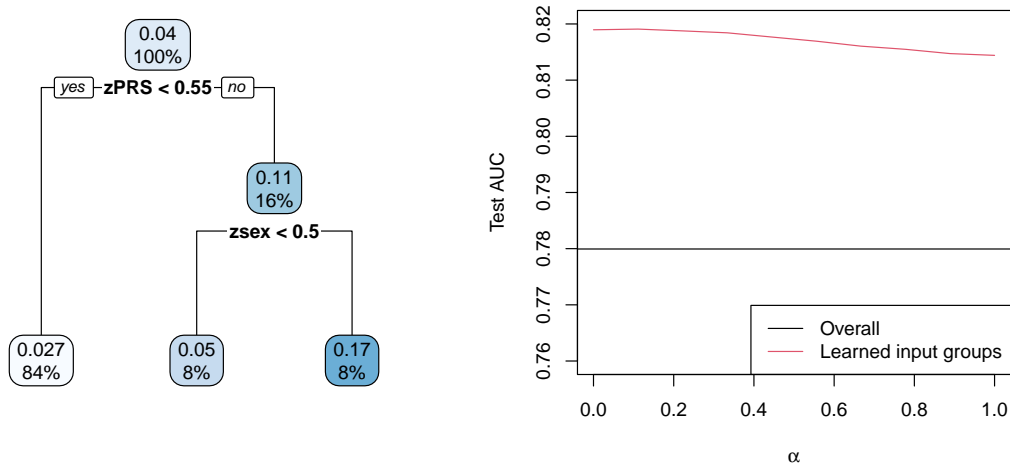 0.04
100%
yes zPRS < 0.55 no
0.11
16%
zsex < 0.5
0.027
84%
0.05
8%
0.17
8%
Test AUC
0.82
0.81
0.80
0.79
0.78
0.77
0.76
Overall
Learned input groups
0.0 0.2 0.4 0.6 0.8 1.0
α